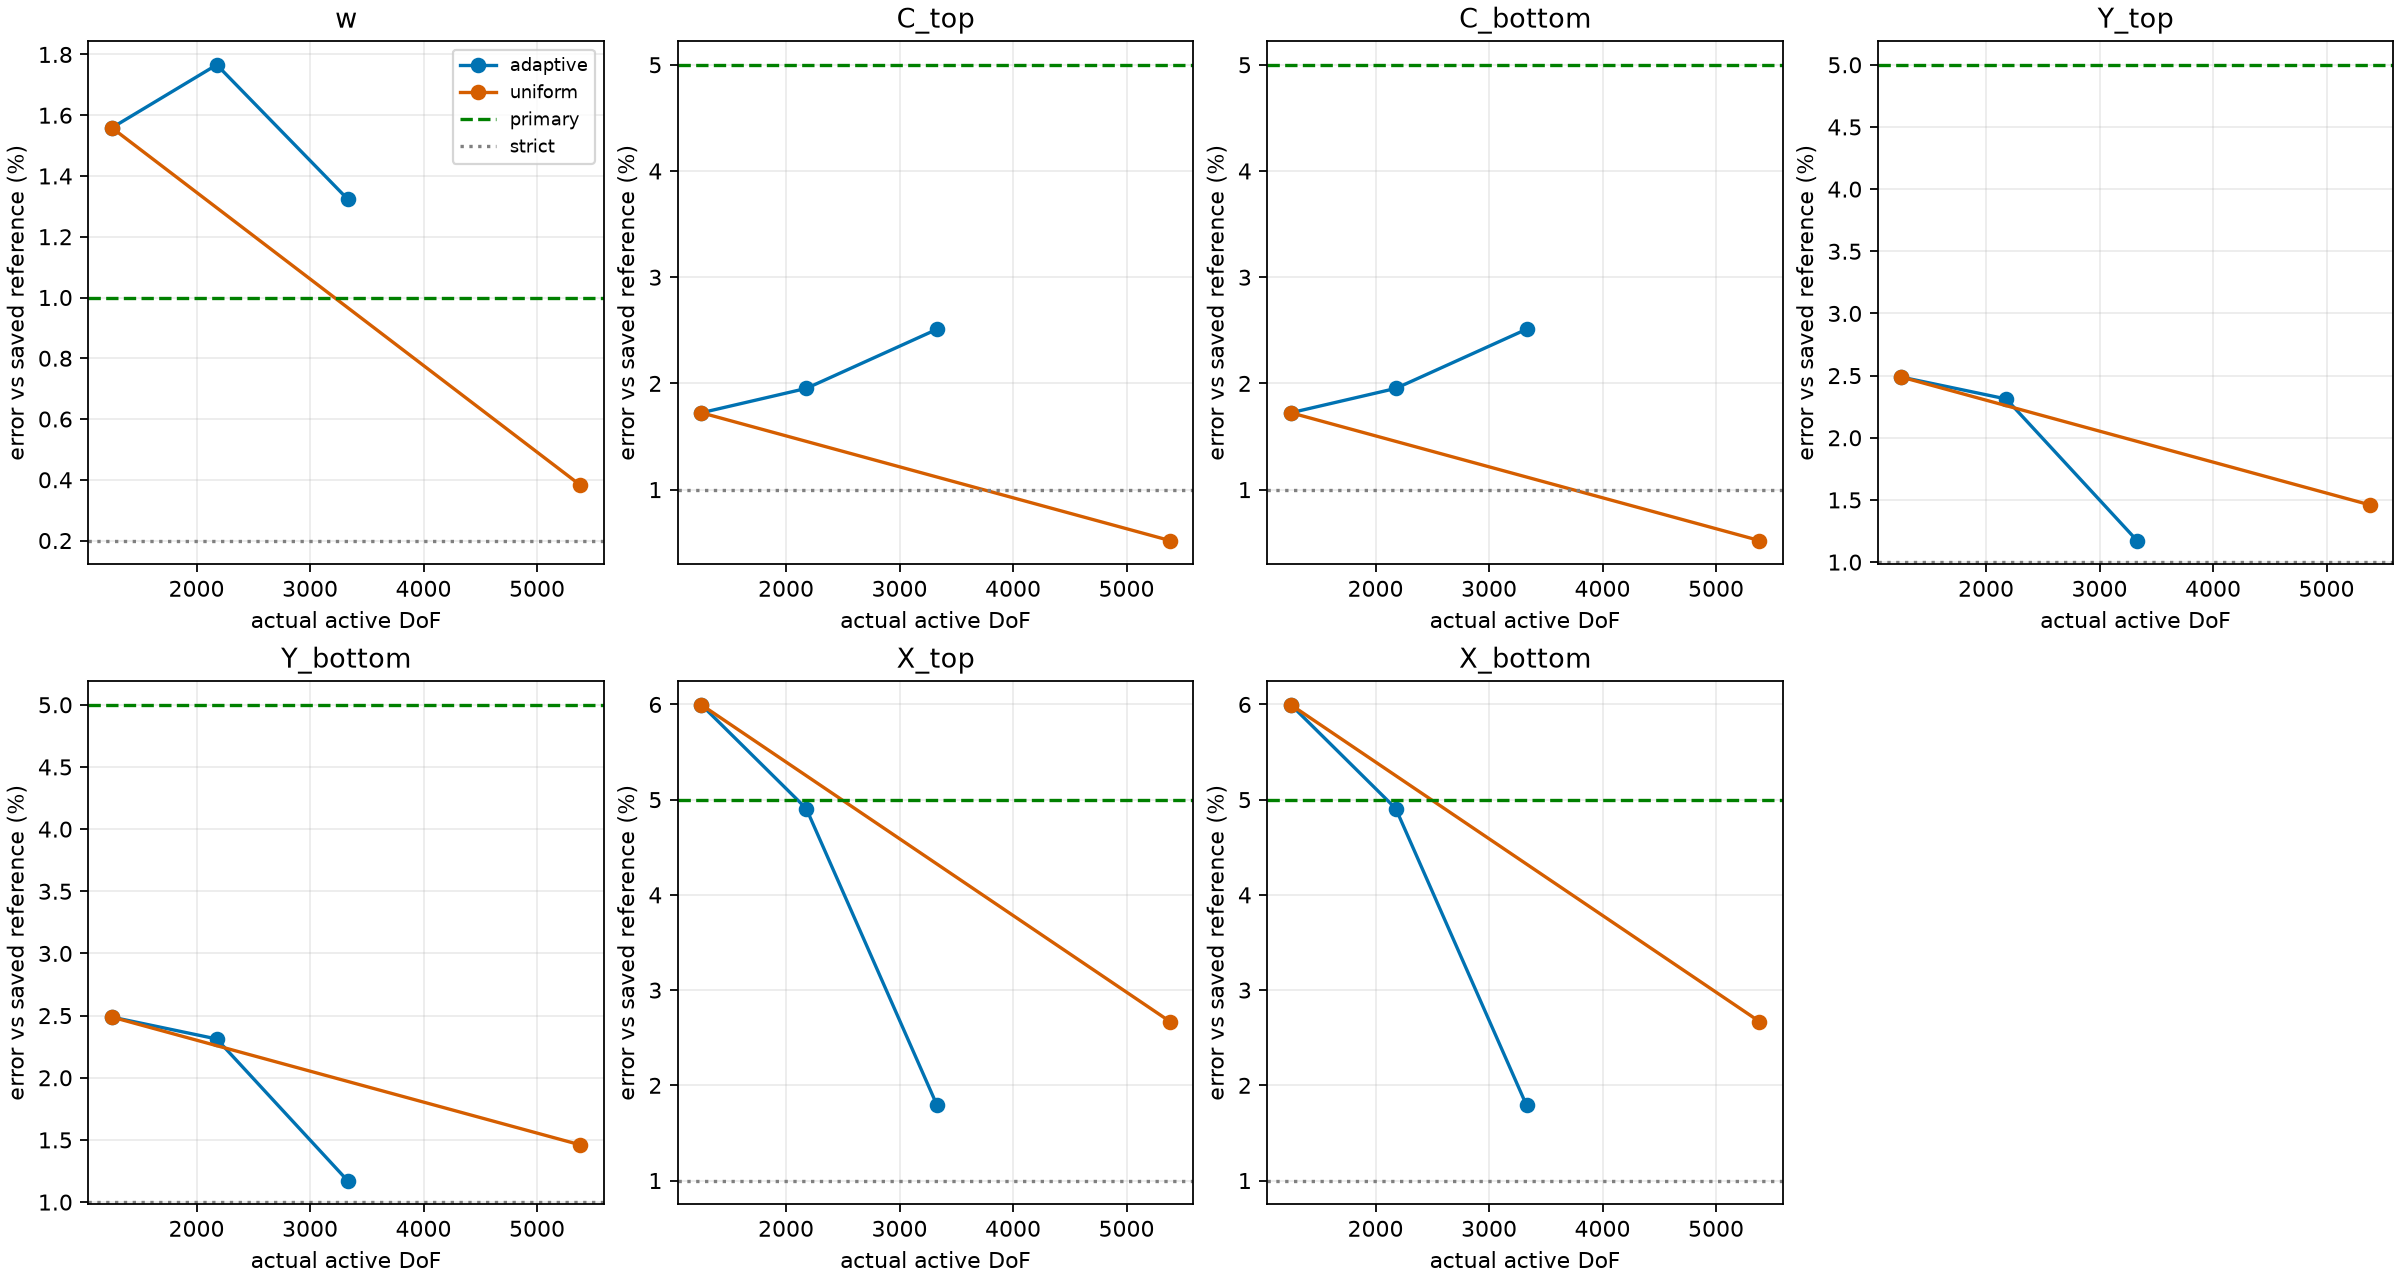 w
1.8
1.6
1.4
1.2
1.0
0.8
0.6
0.4
0.2
2000 3000 4000 5000
actual active DoF
error vs saved reference (%)
adaptive
uniform
primary
strict
C_top
5
4
3
2
1
2000 3000 4000 5000
actual active DoF
error vs saved reference (%)
C_bottom
5
4
3
2
1
2000 3000 4000 5000
actual active DoF
error vs saved reference (%)
Y_top
5.0
4.5
4.0
3.5
3.0
2.5
2.0
1.5
1.0
2000 3000 4000 5000
actual active DoF
error vs saved reference (%)
Y_bottom
5.0
4.5
4.0
3.5
3.0
2.5
2.0
1.5
1.0
2000 3000 4000 5000
actual active DoF
error vs saved reference (%)
X_top
6
5
4
3
2
1
2000 3000 4000 5000
actual active DoF
error vs saved reference (%)
X_bottom
6
5
4
3
2
1
2000 3000 4000 5000
actual active DoF
error vs saved reference (%)